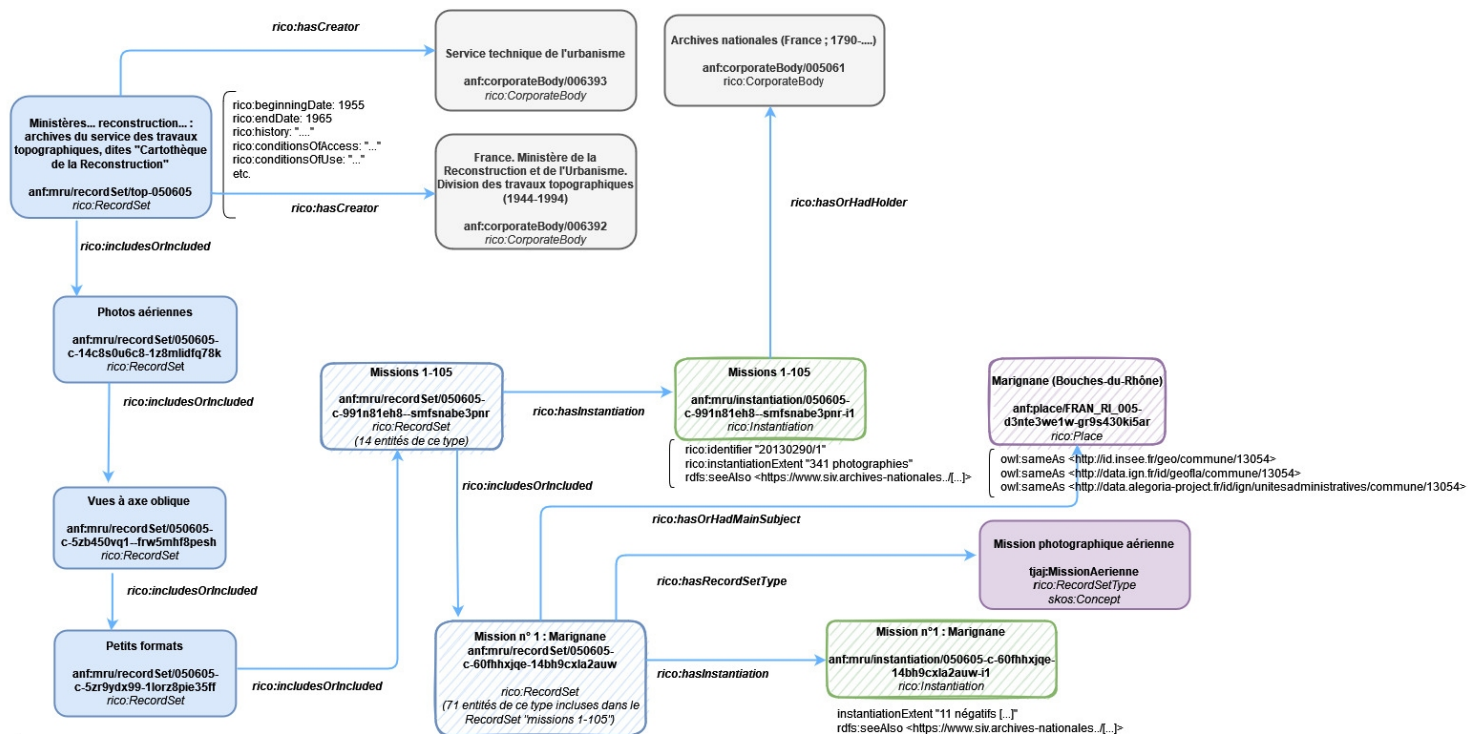 rico:hasCreator
Service technique de l'urbanisme
anf:corporateBody/006393
rico:CorporateBody
Archives nationales (France ; 1790-....)
anf:corporateBody/005061
rico:CorporateBody
Ministères... reconstruction... :
archives du service des travaux
topographiques, dites "Cartothèque
de la Reconstruction"
anf:mru/recordSet/top-050605
rico:RecordSet
rico:beginningDate: 1955
rico:endDate: 1965
rico:history: "...."
rico:conditionsOfAccess: "..."
rico:conditionsOfUse: "..."
etc.
rico:hasCreator
France. Ministère de la
Reconstruction et de l'Urbanisme.
Division des travaux topographiques
(1944-1994)
anf:corporateBody/006392
rico:CorporateBody
rico:hasOrHadHolder
rico:includesOrIncluded
Photos aériennes
anf:mru/recordSet/050605-
c-14c8s0u6c8-1z8mlidfq78k
rico:RecordSet
rico:includesOrIncluded
Missions 1-105
anf:mru/recordSet/050605-
c-991n81eh8--smfsnabe3pnr
rico:RecordSet
(14 entités de ce type)
rico:hasInstantiation
Missions 1-105
anf:mru/instantiation/050605-
c-991n81eh8--smfsnabe3pnr-i1
rico:Instantiation
rico:identifier "20130290/1"
rico:instantiationExtent "341 photographies"
rdfs:seeAlso <https://www.siv.archives-nationales../[...]>
Marignane (Bouches-du-Rhône)
anf:place/FRAN_RI_005-
d3nte3we1w-gr9s430ki5ar
rico:Place
owl:sameAs <http://id.insee.fr/geo/commune/13054>
owl:sameAs <http://data.ign.fr/id/geofla/commune/13054>
owl:sameAs <http://data.alegoria-project.fr/id/ign/unitesadministratives/commune/13054>
Vues à axe oblique
anf:mru/recordSet/050605-
c-5zb450vq1--frw5mhf8pesh
rico:RecordSet
rico:includesOrIncluded
rico:includesOrIncluded
rico:hasOrHadMainSubject
rico:hasRecordSetType
Mission photographique aérienne
tjaj:MissionAerienne
rico:RecordSetType
skos:Concept
Petits formats
anf:mru/recordSet/050605-
c-5zr9ydx99-1lorz8pie35ff
rico:RecordSet
rico:includesOrIncluded
Mission n° 1 : Marignane
anf:mru/recordSet/050605-
c-60fhhxjqe-14bh9cxla2auw
rico:RecordSet
(71 entités de ce type incluses dans le
RecordSet "missions 1-105")
rico:hasInstantiation
Mission n°1 : Marignane
anf:mru/instantiation/050605-c-60fhhxjqe-
14bh9cxla2auw-i1
rico:Instantiation
instantiationExtent "11 négatifs [...]"
rdfs:seeAlso <https://www.siv.archives-nationales../[...]>